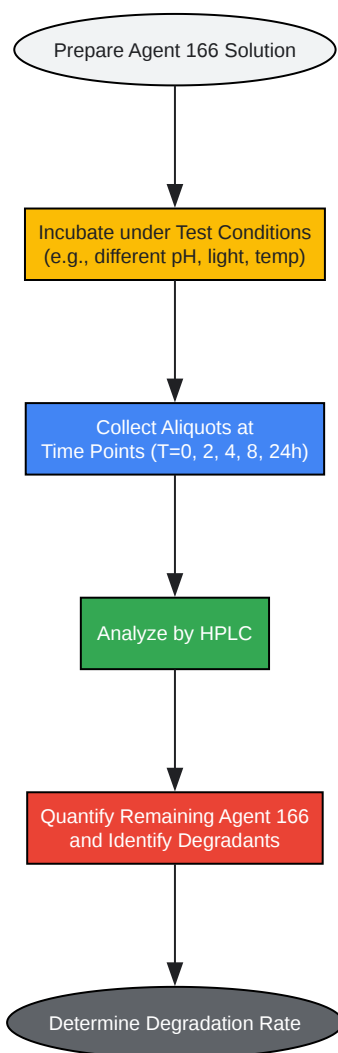 Prepare Agent 166 Solution
Incubate under Test Conditions
(e.g., different pH, light, temp)
Collect Aliquots at
Time Points (T=0, 2, 4, 8, 24h)
Analyze by HPLC
Quantify Remaining Agent 166
and Identify Degradants
Determine Degradation Rate